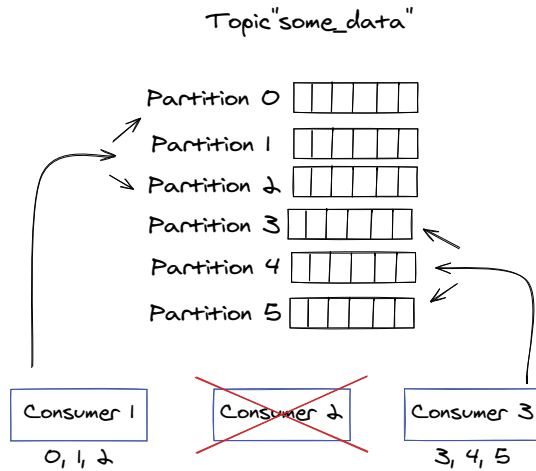 Topic"some_data"
Partition 0
Partition 1
Partition 2
Partition 3
Partition 4
Partition 5
Consumer 1
Consumer 2
Consumer 3
0, 1, 2
3, 4, 5